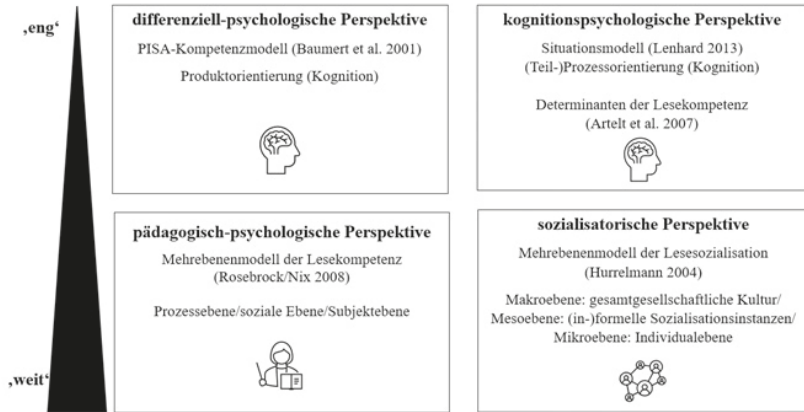 ‚eng‘
differenziell-psychologische Perspektive
PISA-Kompetenzmodell (Baumert et al. 2001)
Produktorientierung (Kognition)
kognitionspsychologische Perspektive
Situationsmodell (Lenhard 2013)
(Teil-)Prozessorientierung (Kognition)
Determinanten der Lesekompetenz
(Artelt et al. 2007)
pädagogisch-psychologische Perspektive
Mehrebenenmodell der Lesekompetenz
(Rosebrock/Nix 2008)
Prozessebene/soziale Ebene/Subjektebene
sozialisatorische Perspektive
Mehrebenenmodell der Lesesozialisation
(Hurrelmann 2004)
Makroebene: gesamtgesellschaftliche Kultur/
Mesoebene: (in-)formelle Sozialisationsinstanzen/
Mikroebene: Individualebene
‚weit‘